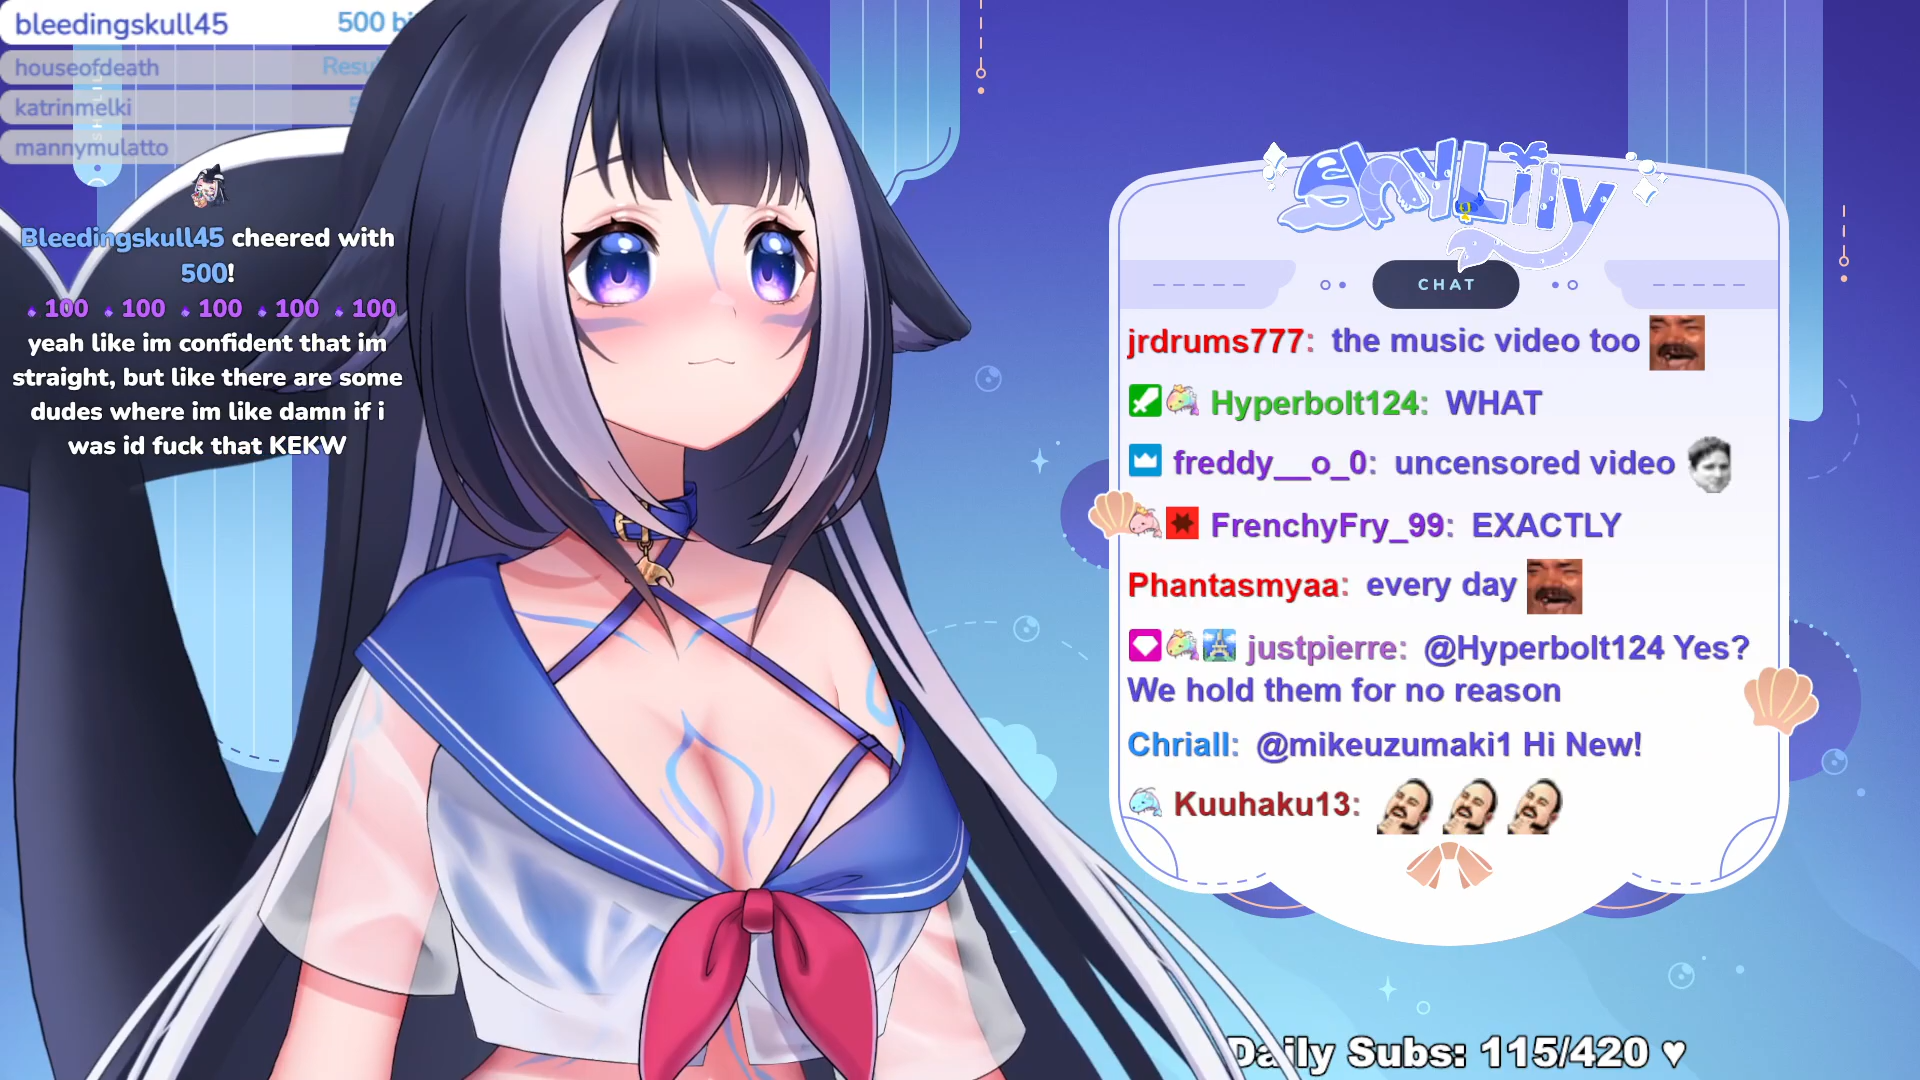 bleedingskull45 500 bi
houseofdeath Resu
katrinmelki 5
mannymulatto
Bleedingskull45 cheered with
500!
100 100 100 100 100
yeah like im confident that im
straight, but like there are some
dudes where im like damn if i
was id fuck that KEKW
ShyLily
CHAT
jrdrums777: the music video too
Hyperbolt124: WHAT
freddy__o_0: uncensored video
FrenchyFry_99: EXACTLY
Phantasmyaa: every day
justpierre: @Hyperbolt124 Yes?
We hold them for no reason
Chriall: @mikeuzumaki1 Hi New!
Kuuhaku13:
Daily Subs: 115/420 ♥